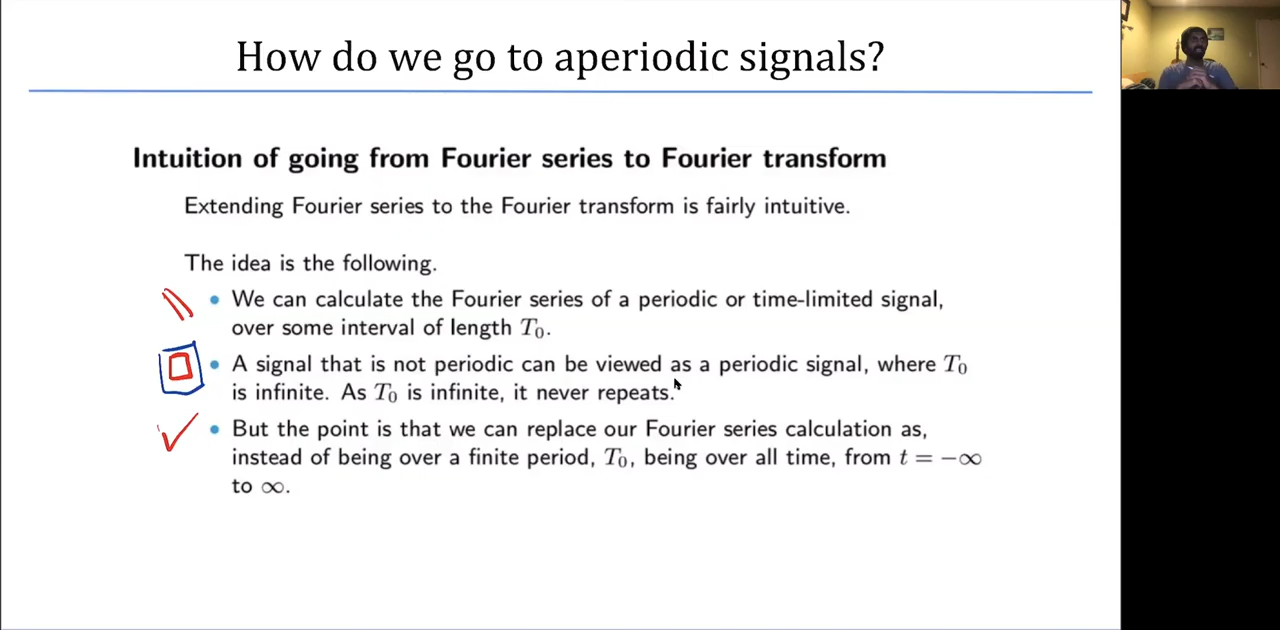 How do we go to aperiodic signals?
Intuition of going from Fourier series to Fourier transform
Extending Fourier series to the Fourier transform is fairly intuitive.
The idea is the following.
• We can calculate the Fourier series of a periodic or time-limited signal,
over some interval of length T₀.
• A signal that is not periodic can be viewed as a periodic signal, where T₀
is infinite. As T₀ is infinite, it never repeats.
• But the point is that we can replace our Fourier series calculation as,
instead of being over a finite period, T₀, being over all time, from t = −∞
to ∞.